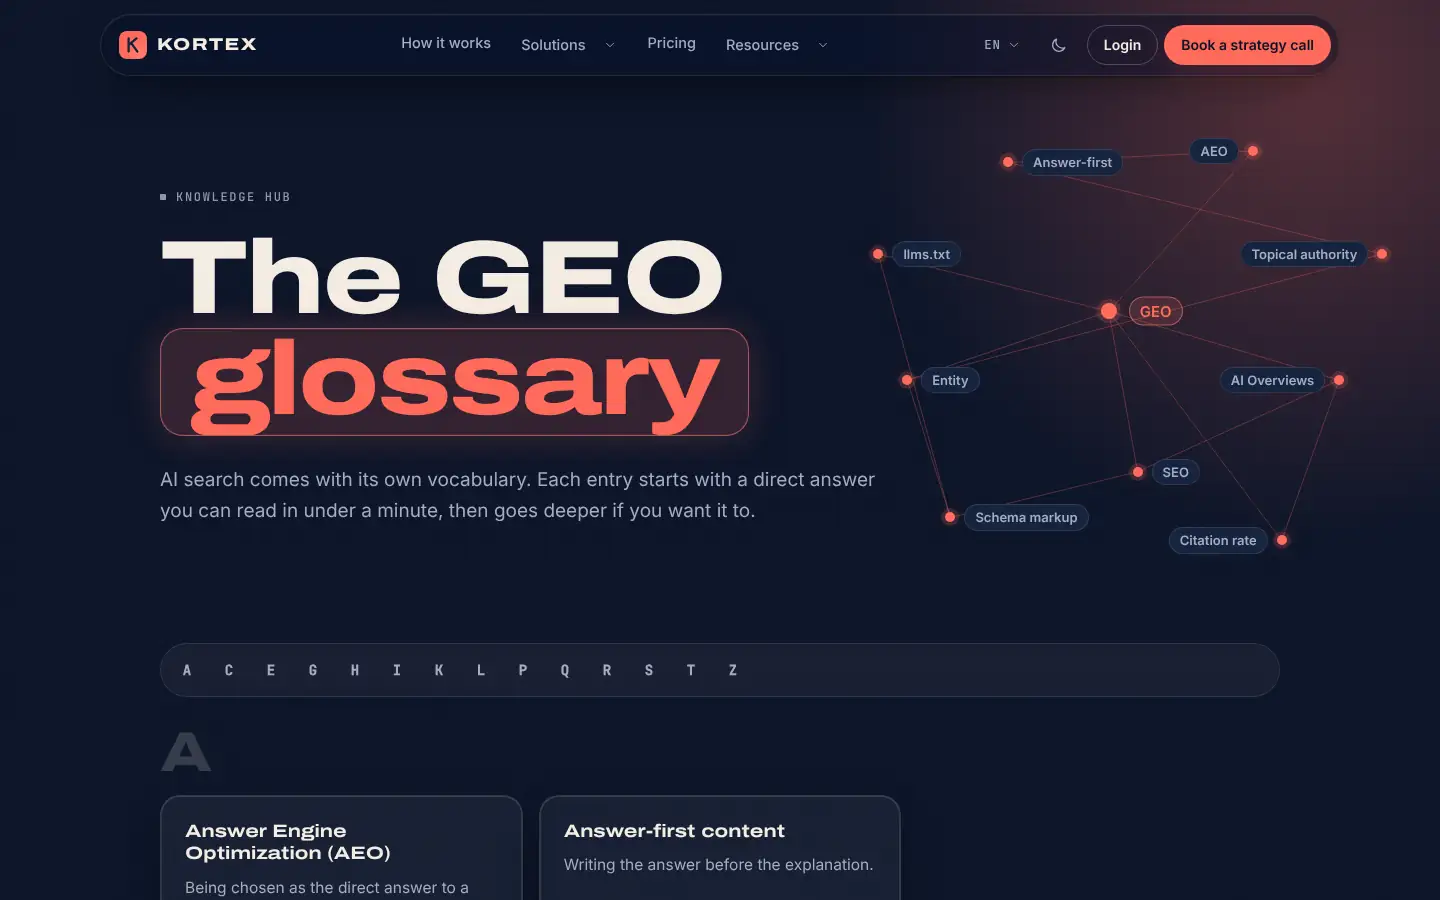 KORTEX
How it works
Solutions
Pricing
Resources
EN
Login
Book a strategy call
KNOWLEDGE HUB
The GEO
glossary
AI search comes with its own vocabulary. Each entry starts with a direct answer
you can read in under a minute, then goes deeper if you want it to.
Answer-first
AEO
llms.txt
Topical authority
GEO
Entity
AI Overviews
SEO
Schema markup
Citation rate
A C E G H I K L P Q R S T Z
A
Answer Engine
Optimization (AEO)
Being chosen as the direct answer to a
Answer-first content
Writing the answer before the explanation.